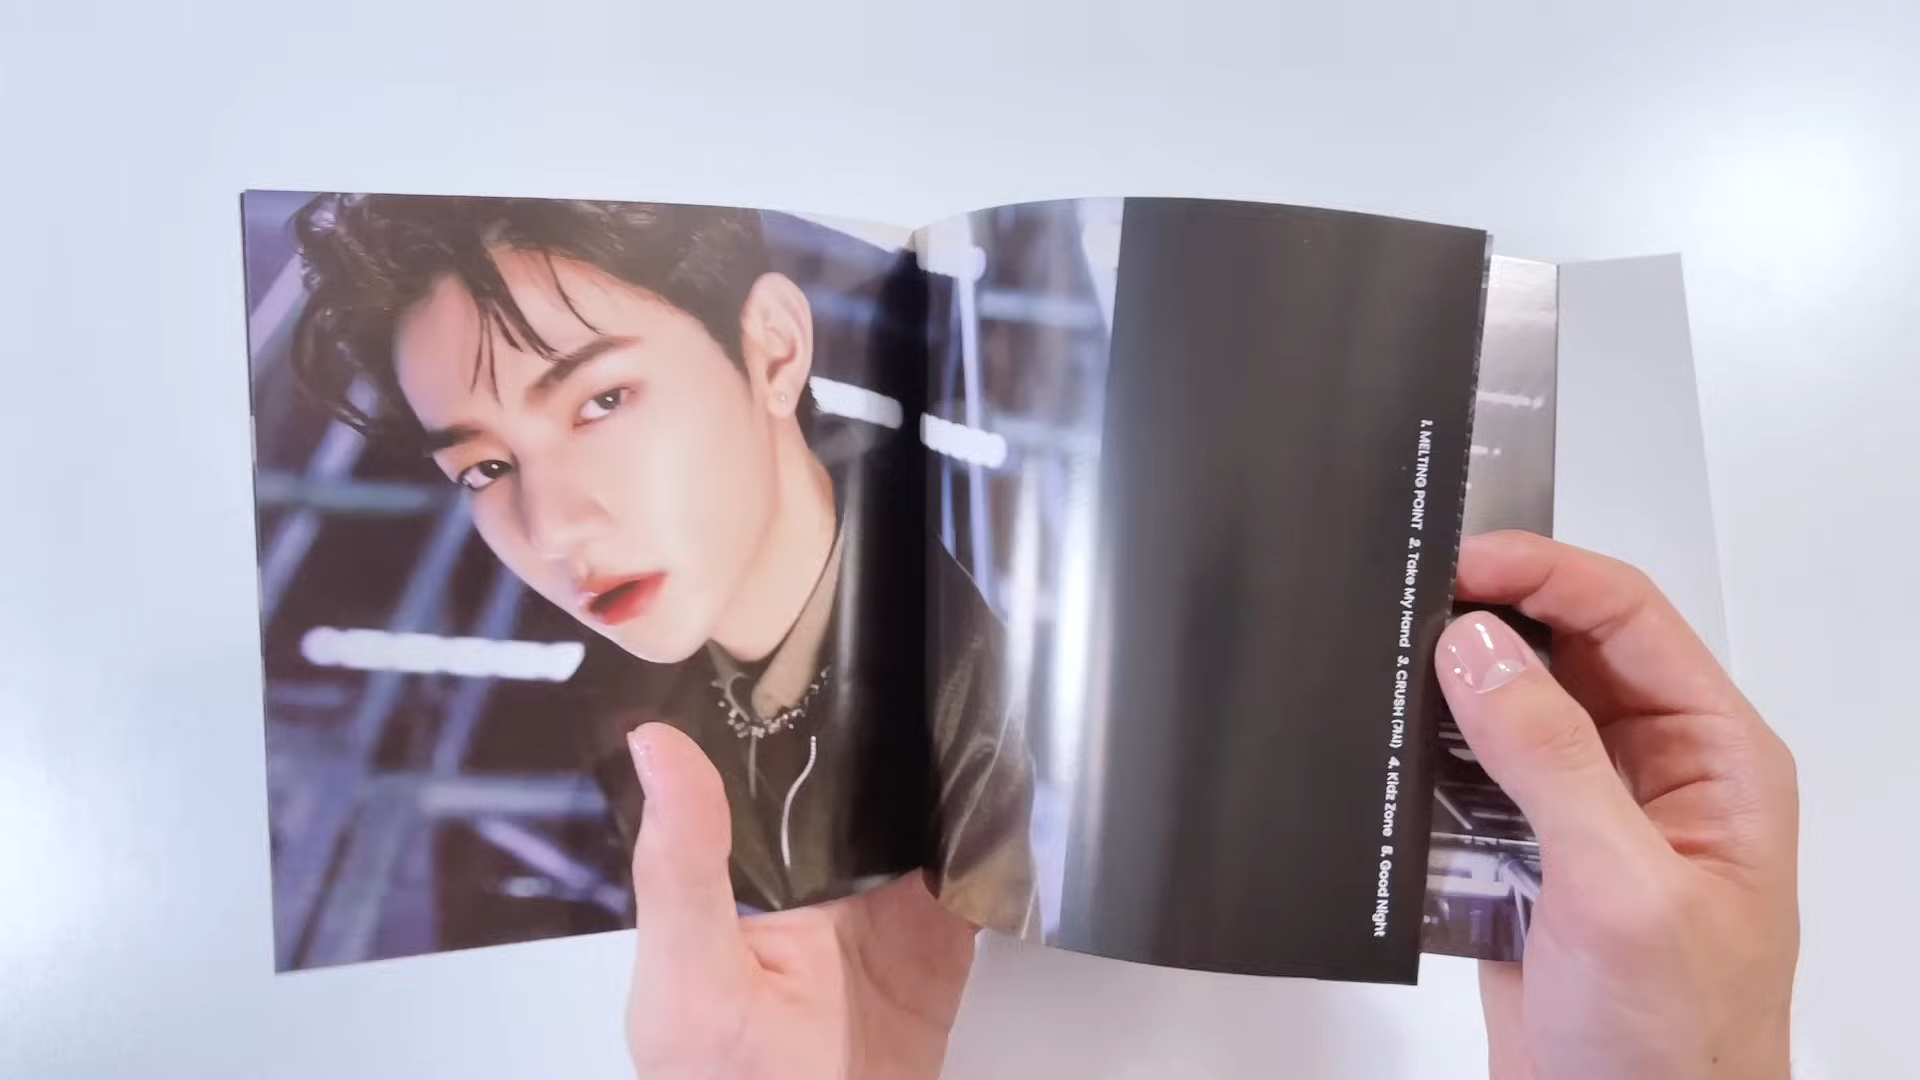 1. MELTING POINT 2. Take My Hand 3. CRUSH (가시) 4. Kidz Zone 5. Good Night